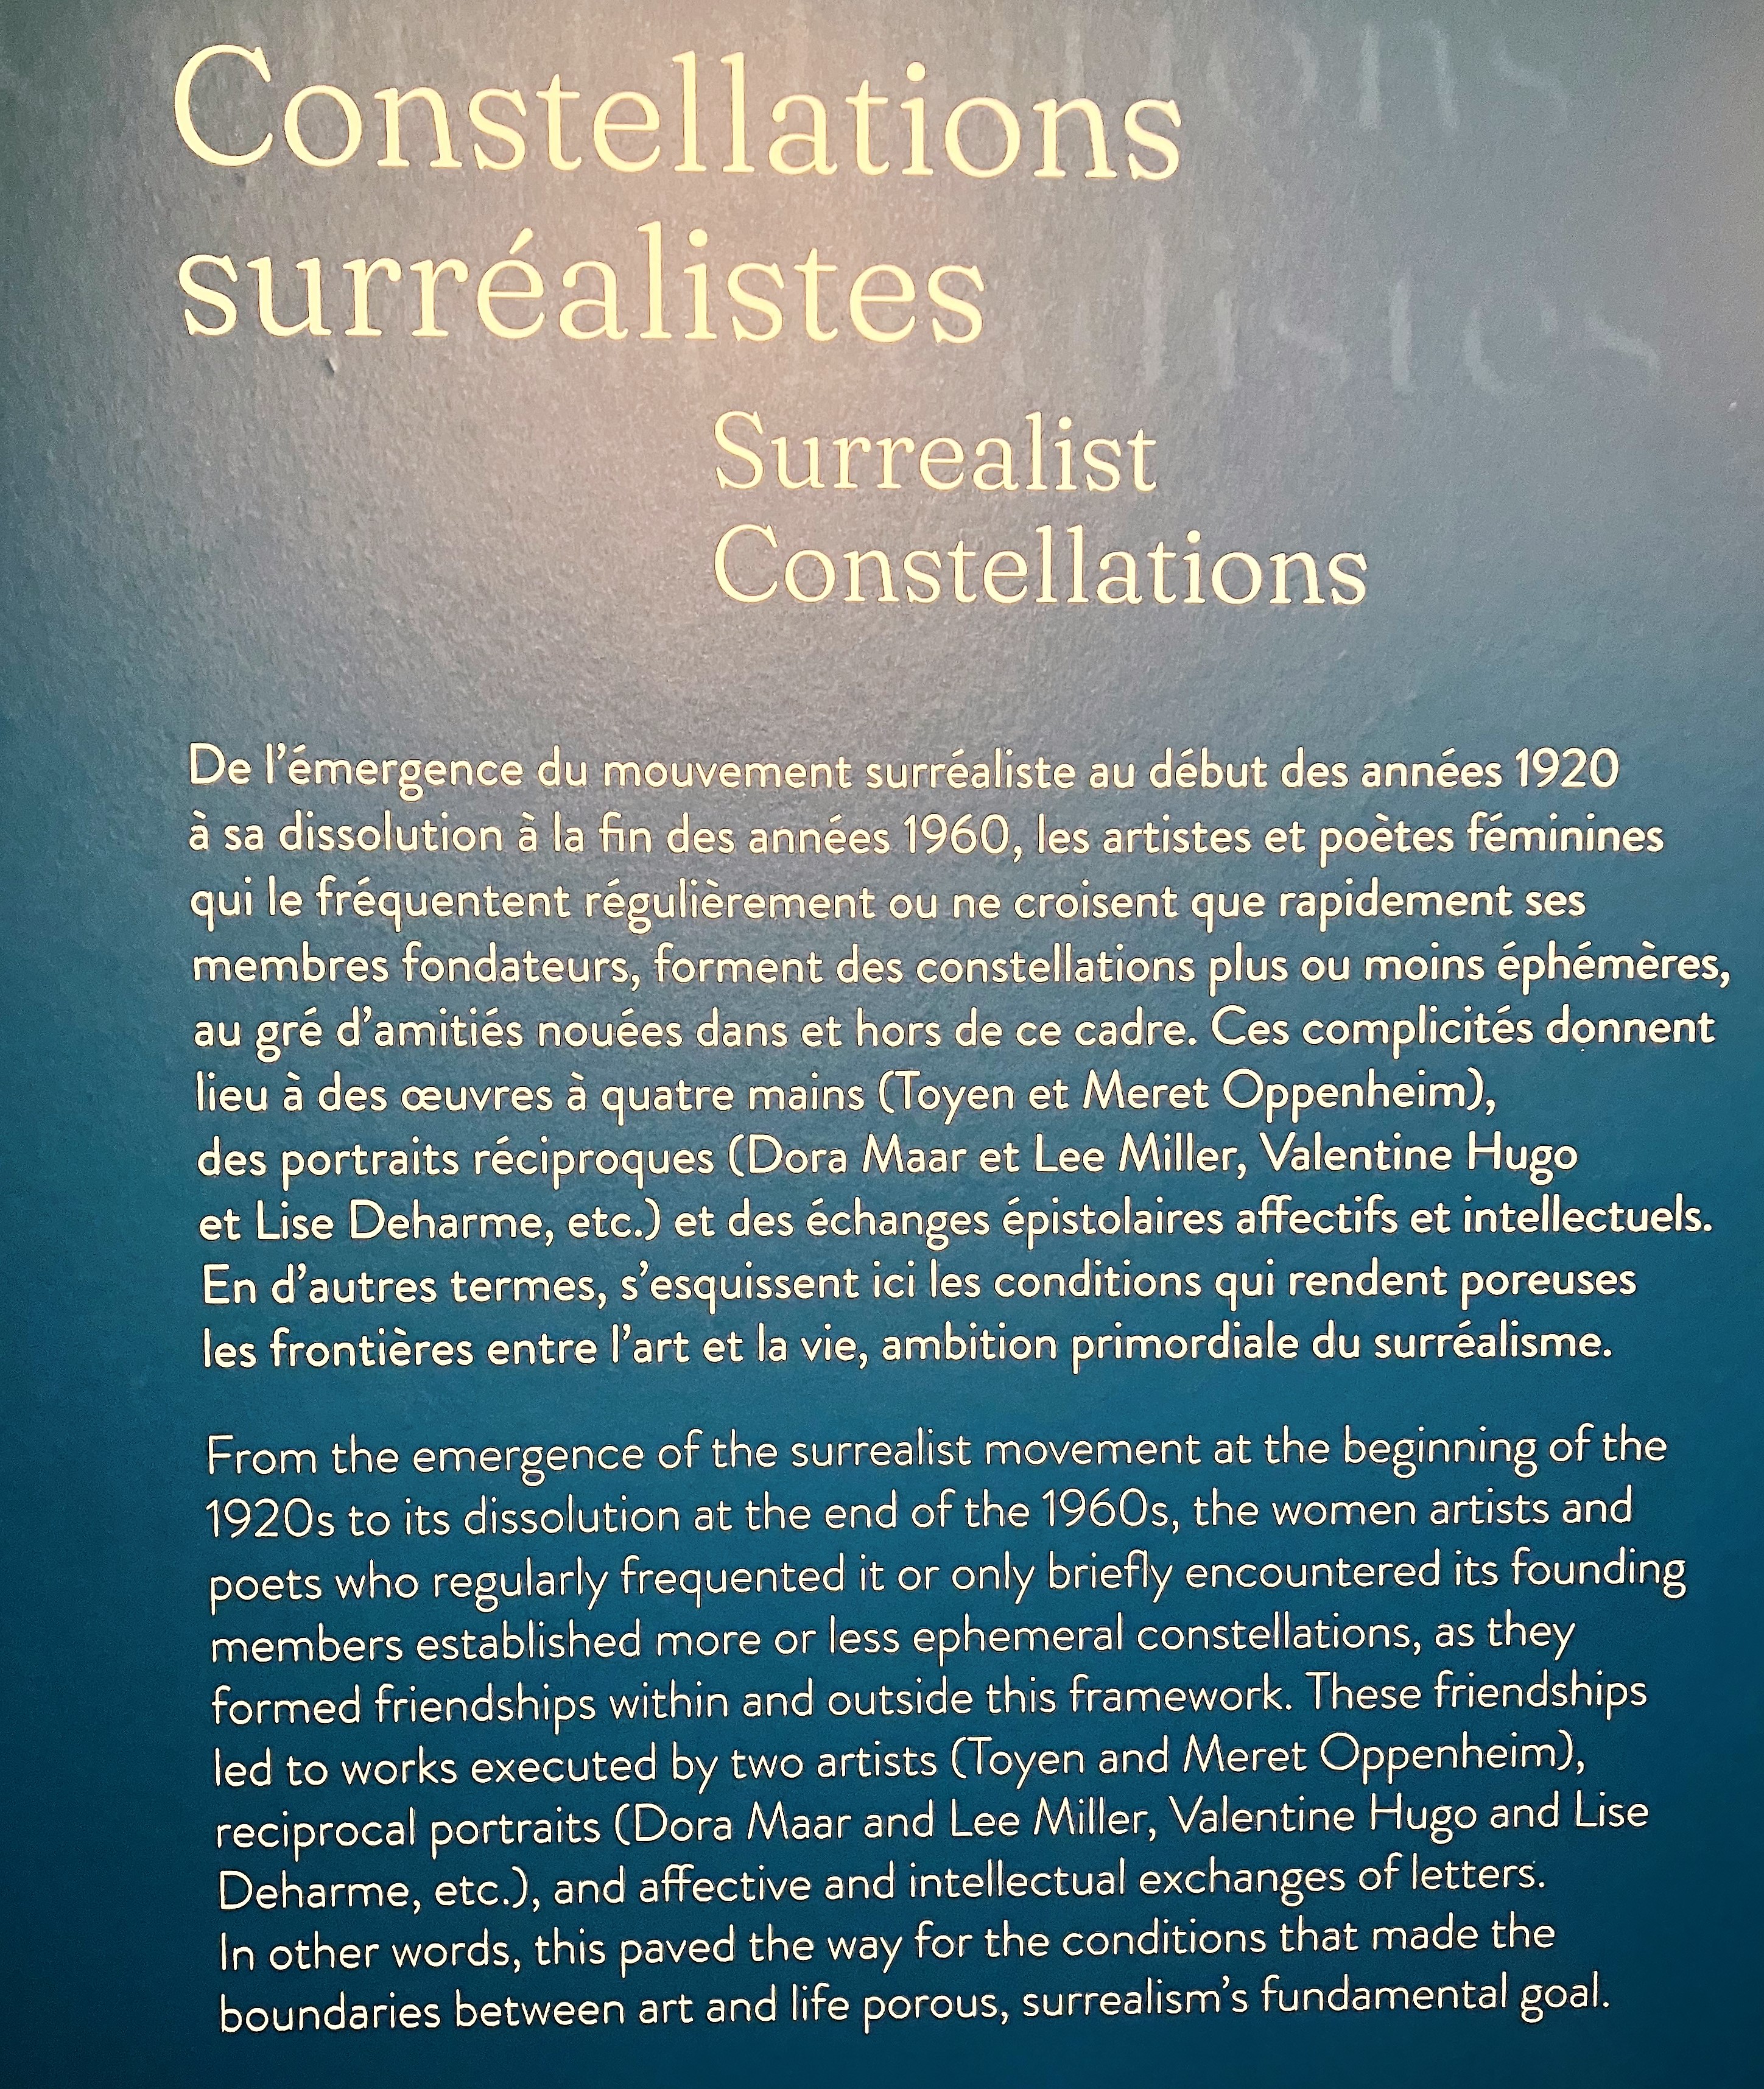 Constellations
surréalistes
Surrealist
Constellations
De l’émergence du mouvement surréaliste au début des années 1920
à sa dissolution à la fin des années 1960, les artistes et poètes féminines
qui le fréquentent régulièrement ou ne croisent que rapidement ses
membres fondateurs, forment des constellations plus ou moins éphémères,
au gré d’amitiés nouées dans et hors de ce cadre. Ces complicités donnent
lieu à des œuvres à quatre mains (Toyen et Meret Oppenheim),
des portraits réciproques (Dora Maar et Lee Miller, Valentine Hugo
et Lise Deharme, etc.) et des échanges épistolaires affectifs et intellectuels.
En d’autres termes, s’esquissent ici les conditions qui rendent poreuses
les frontières entre l’art et la vie, ambition primordiale du surréalisme.
From the emergence of the surrealist movement at the beginning of the
1920s to its dissolution at the end of the 1960s, the women artists and
poets who regularly frequented it or only briefly encountered its founding
members established more or less ephemeral constellations, as they
formed friendships within and outside this framework. These friendships
led to works executed by two artists (Toyen and Meret Oppenheim),
reciprocal portraits (Dora Maar and Lee Miller, Valentine Hugo and Lise
Deharme, etc.), and affective and intellectual exchanges of letters.
In other words, this paved the way for the conditions that made the
boundaries between art and life porous, surrealism’s fundamental goal.